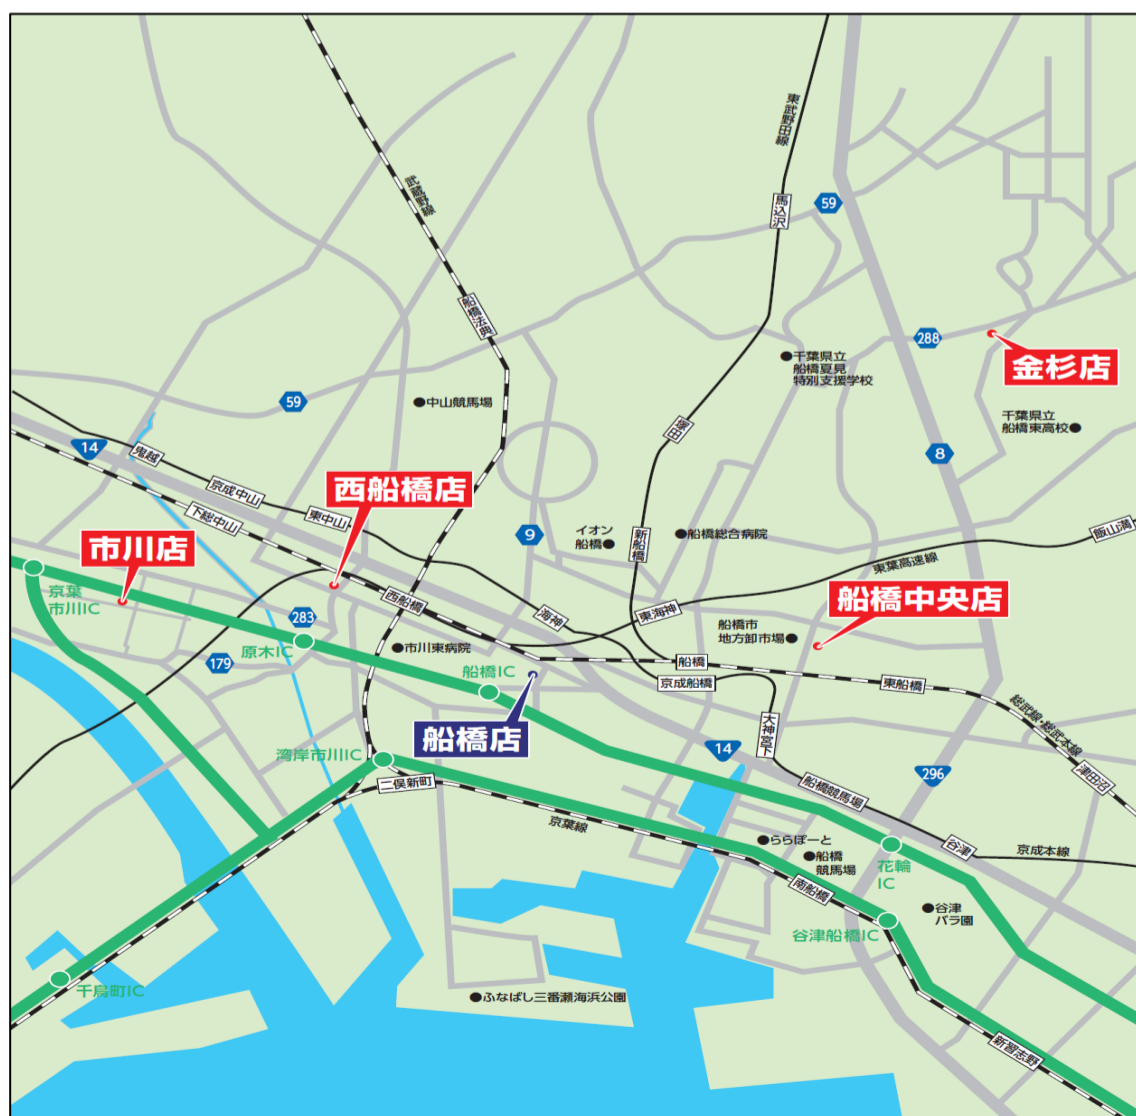 東武野田線
武蔵野線
馬込沢
59
船橋法典
288
金杉店
千葉県立
船橋夏見
特別支援学校
59
中山競馬場
千葉県立
船橋東高校
塚田
14
鬼越
8
京成中山
西船橋店
下総中山
東中山
9
イオン
船橋
新船橋
船橋総合病院
飯山満
東葉高速線
市川店
京葉
市川IC
西船橋
船橋中央店
283
海神
東海神
船橋市
地方卸市場
原木IC
市川東病院
179
船橋IC
船橋
京成船橋
東船橋
総武線・総武本線
船橋店
大神宮下
湾岸市川IC
14
296
津田沼
二俣新町
船橋競馬場
京葉線
ららぽーと
谷津
京成本線
船橋
競馬場
花輪
IC
南船橋
谷津
バラ園
谷津船橋IC
千鳥町IC
ふなばし三番瀬海浜公園
新習志野